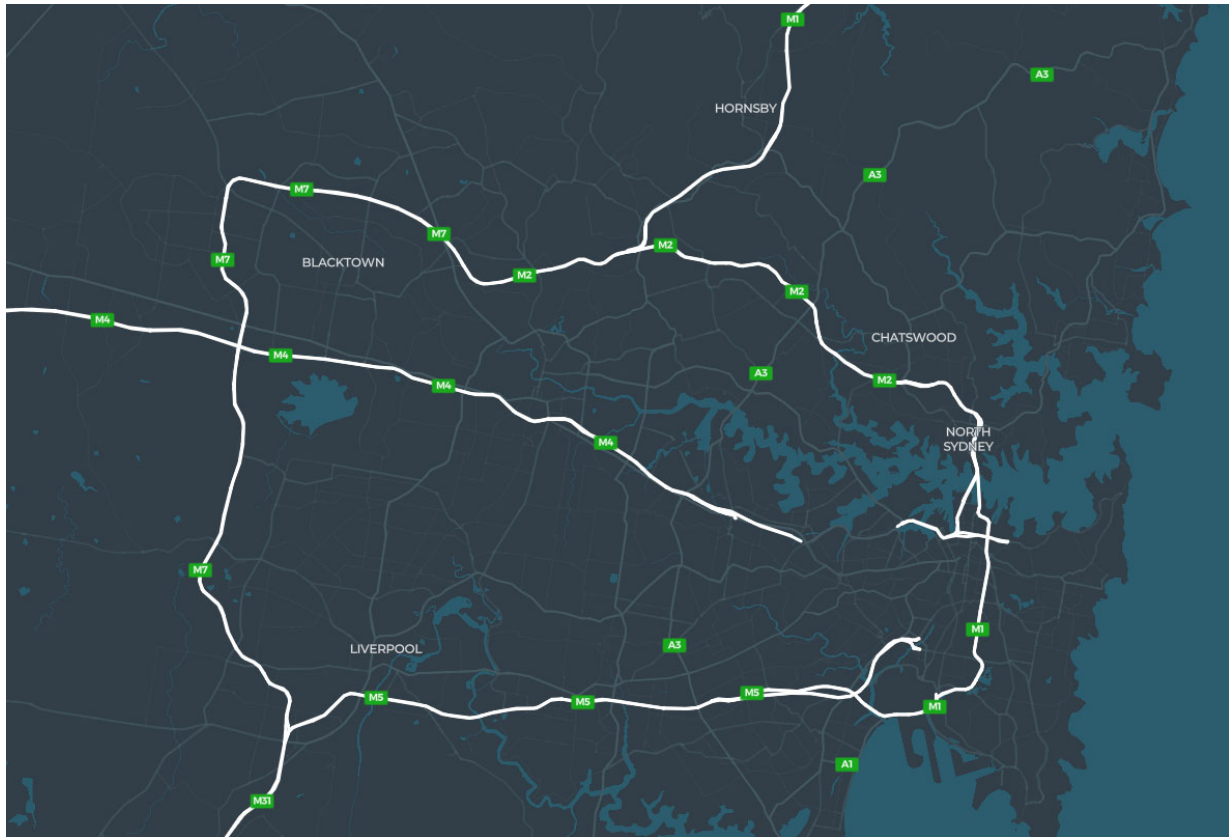 M1
A3
HORNSBY
A3
M7
M7
M2
M7
BLACKTOWN
M2
M2
M4
CHATSWOOD
M4
A3
M2
M4
NORTH
SYDNEY
M4
M7
M1
A3
LIVERPOOL
M5
M5
M5
M1
A1
M31